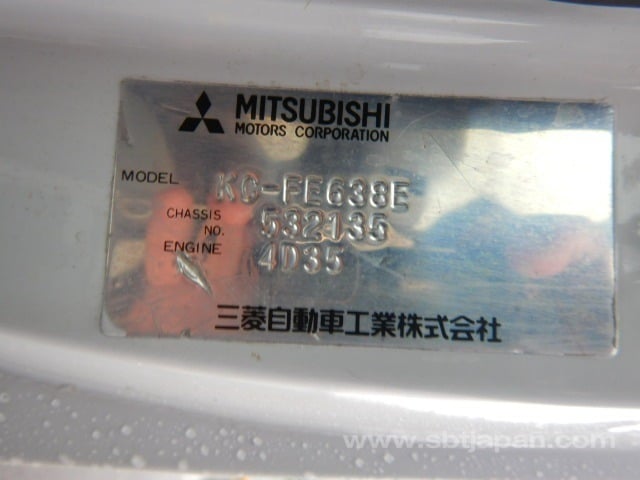 MITSUBISHI
MOTORS CORPORATION
MODEL KC-FE638E
CHASSIS NO. 532135
ENGINE 4D35
三菱自動車工業株式会社
www.sbtjapan.com